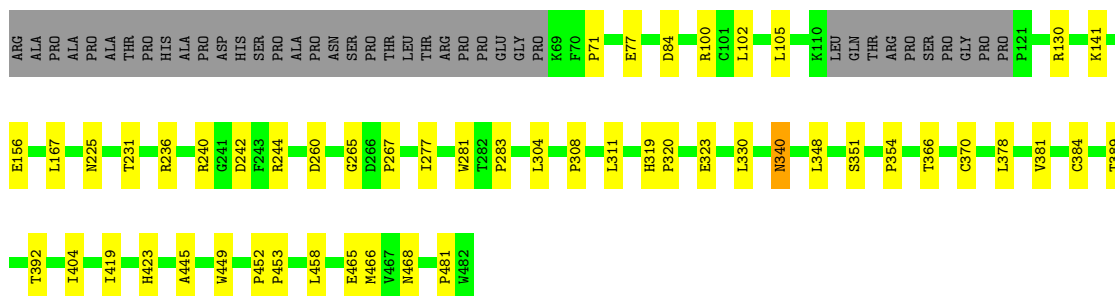 ARG ALA PRO ALA ALA PRO PRO ALA THR PRO HIS ALA PRO ASP HIS SER PRO ALA PRO ASN SER PRO THR LEU THR ARG PRO PRO GLU GLY PRO K69 F70 P71 E77 D84 R100 C101 L102 L105 K110 LEU GLN THR ARG PRO SER PRO GLY PRO PRO P121 R130 K141
E156 L167 N225 T231 R236 R240 G241 D242 F243 R244 D260 G265 D266 P267 I277 W281 T282 P283 L304 P308 L311 H319 P320 E323 L330 N340 L348 S351 P354 T366 C370 L378 V381 C384 T389
T392 I404 I419 H423 A445 W449 P452 P453 L458 E465 M466 V467 N468 P481 W482